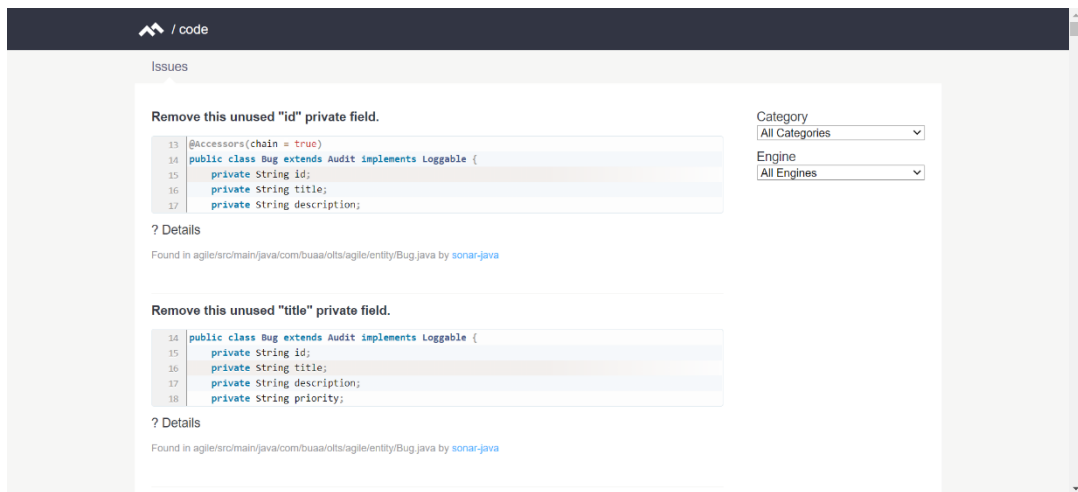 / code
Issues
Remove this unused "id" private field.
13 @Accessors(chain = true)
14 public class Bug extends Audit implements Loggable {
15 private String id;
16 private String title;
17 private String description;
? Details
Found in agile/src/main/java/com/buaa/olts/agile/entity/Bug.java by sonar-java
Category
All Categories
Engine
All Engines
Remove this unused "title" private field.
14 public class Bug extends Audit implements Loggable {
15 private String id;
16 private String title;
17 private String description;
18 private String priority;
? Details
Found in agile/src/main/java/com/buaa/olts/agile/entity/Bug.java by sonar-java